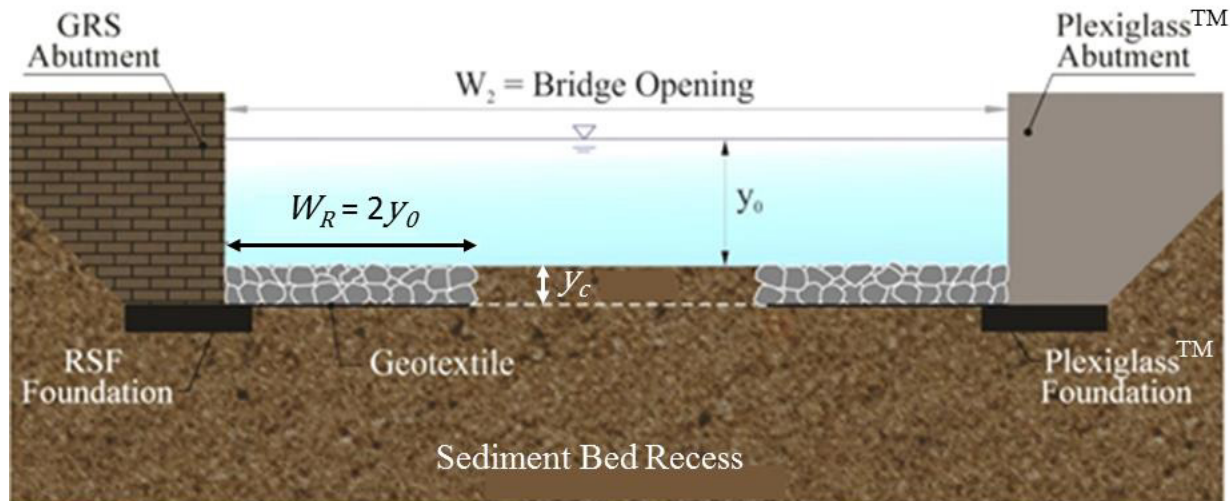 GRS
Abutment
Plexiglass™
Abutment
W₂ = Bridge Opening
y₀
W_R = 2y₀
y_c
RSF
Foundation
Geotextile
Plexiglass™
Foundation
Sediment Bed Recess